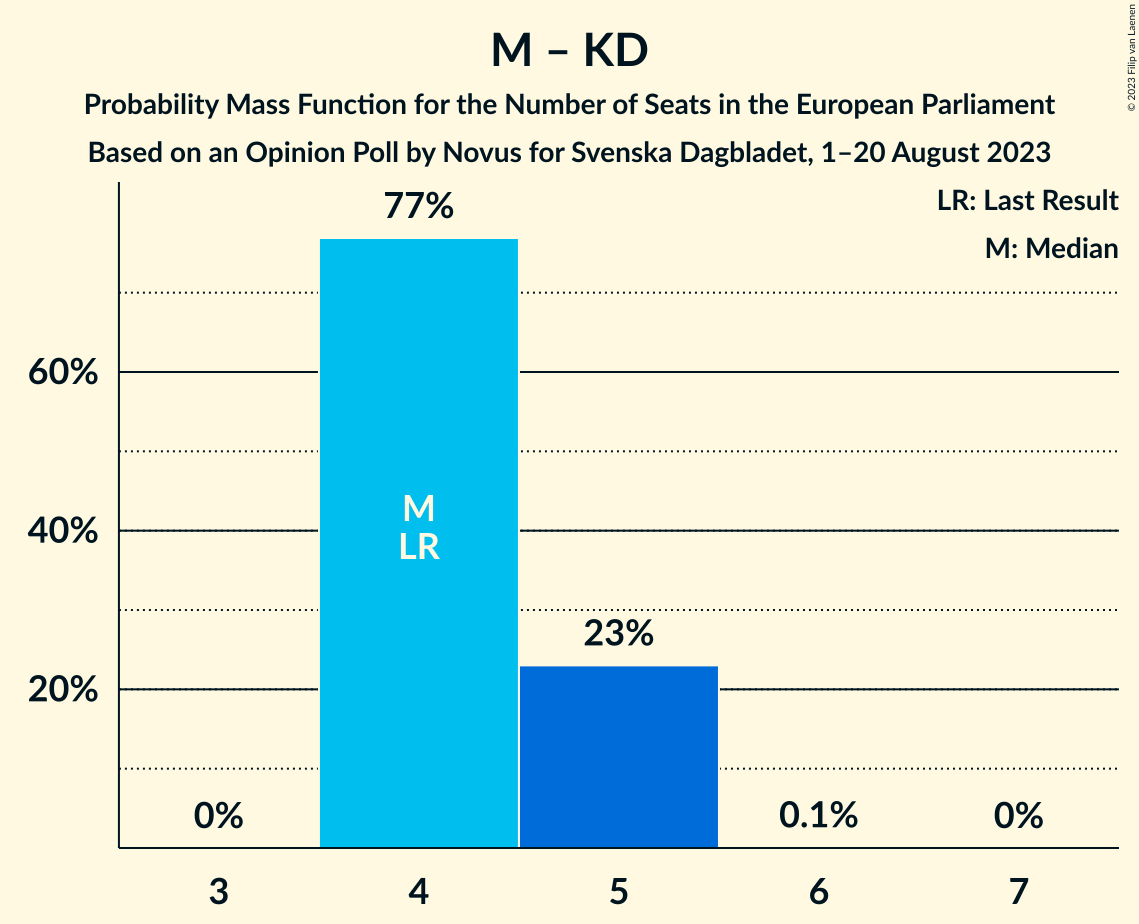 M – KD
Probability Mass Function for the Number of Seats in the European Parliament
Based on an Opinion Poll by Novus for Svenska Dagbladet, 1–20 August 2023
© 2023 Filip van Laenen
LR: Last Result
M: Median
77%
60%
M
40%
LR
23%
20%
0%
0.1%
0%
3
4
5
6
7